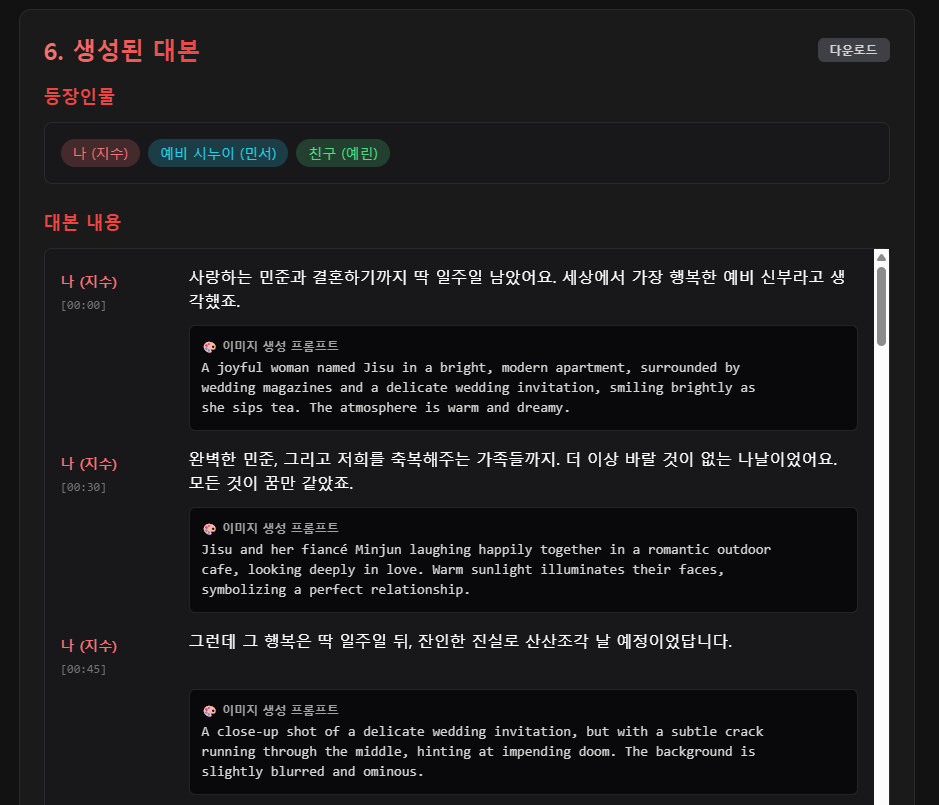 6. 생성된 대본
다운로드
등장인물
나 (지수)
예비 시누이 (민서)
친구 (예린)
대본 내용
나 (지수)
[00:00]
사랑하는 민준과 결혼하기까지 딱 일주일 남았어요. 세상에서 가장 행복한 예비 신부라고 생
각했죠.
이미지 생성 프롬프트
A joyful woman named Jisu in a bright, modern apartment, surrounded by
wedding magazines and a delicate wedding invitation, smiling brightly as
she sips tea. The atmosphere is warm and dreamy.
나 (지수)
[00:30]
완벽한 민준, 그리고 저희를 축복해주는 가족들까지. 더 이상 바랄 것이 없는 나날이었어요.
모든 것이 꿈만 같았죠.
이미지 생성 프롬프트
Jisu and her fiancé Minjun laughing happily together in a romantic outdoor
cafe, looking deeply in love. Warm sunlight illuminates their faces,
symbolizing a perfect relationship.
나 (지수)
[00:45]
그런데 그 행복은 딱 일주일 뒤, 잔인한 진실로 산산조각 날 예정이었답니다.
이미지 생성 프롬프트
A close-up shot of a delicate wedding invitation, but with a subtle crack
running through the middle, hinting at impending doom. The background is
slightly blurred and ominous.